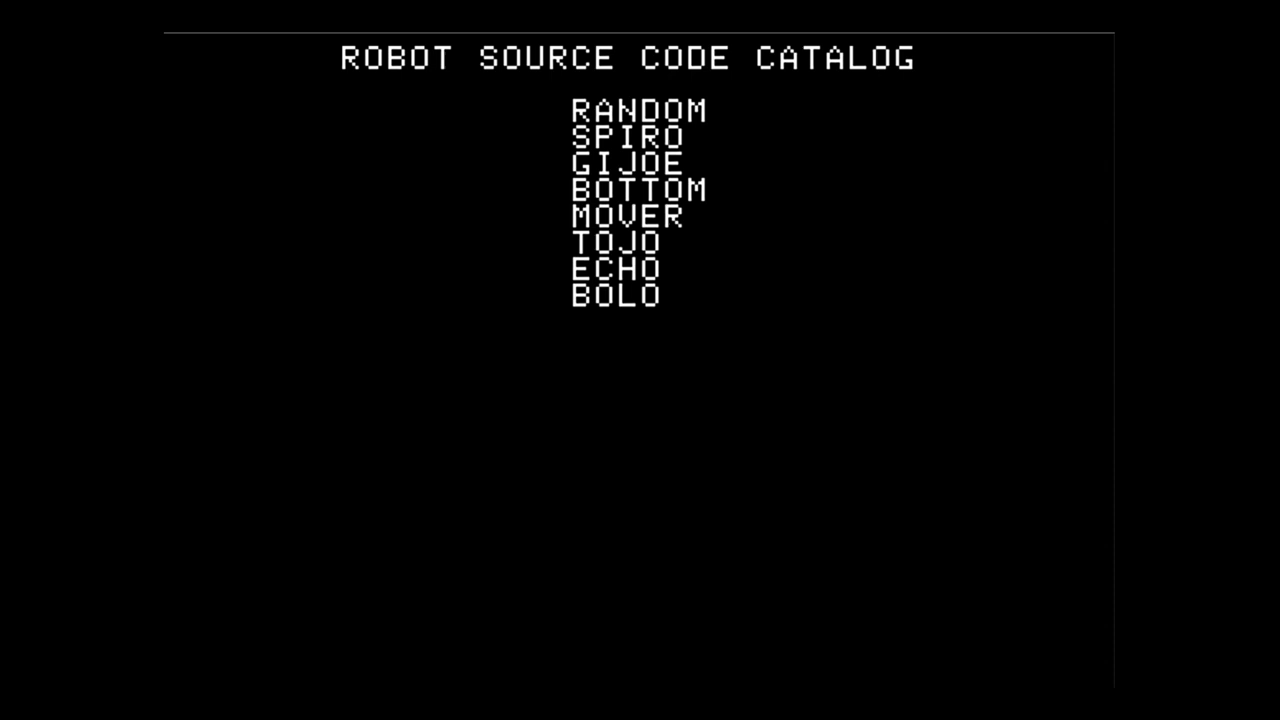 ROBOT SOURCE CODE CATALOG
RANDOM
SPIRO
GIJOE
BOTTOM
MOVER
TOJO
ECHO
BOLO